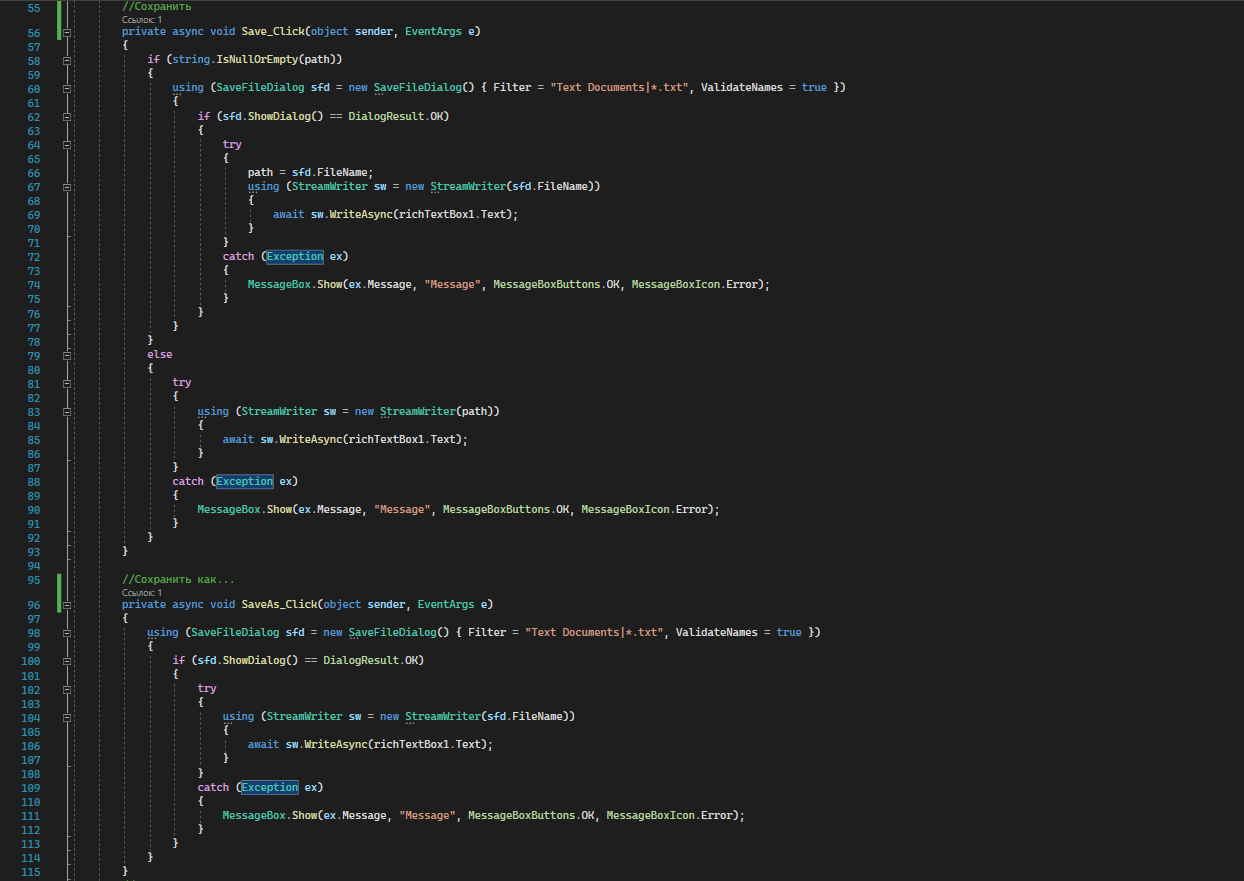 55 //Сохранить
Ссылок: 1
56 private async void Save_Click(object sender, EventArgs e)
57 {
58 if (string.IsNullOrEmpty(path))
59 {
60 using (SaveFileDialog sfd = new SaveFileDialog() { Filter = "Text Documents|*.txt", ValidateNames = true })
61 {
62 if (sfd.ShowDialog() == DialogResult.OK)
63 {
64 try
65 {
66 path = sfd.FileName;
67 using (StreamWriter sw = new StreamWriter(sfd.FileName))
68 {
69 await sw.WriteAsync(richTextBox1.Text);
70 }
71 }
72 catch (Exception ex)
73 {
74 MessageBox.Show(ex.Message, "Message", MessageBoxButtons.OK, MessageBoxIcon.Error);
75 }
76 }
77 }
78 }
79 else
80 {
81 try
82 {
83 using (StreamWriter sw = new StreamWriter(path))
84 {
85 await sw.WriteAsync(richTextBox1.Text);
86 }
87 }
88 catch (Exception ex)
89 {
90 MessageBox.Show(ex.Message, "Message", MessageBoxButtons.OK, MessageBoxIcon.Error);
91 }
92 }
93 }
94
95 //Сохранить как...
Ссылок: 1
96 private async void SaveAs_Click(object sender, EventArgs e)
97 {
98 using (SaveFileDialog sfd = new SaveFileDialog() { Filter = "Text Documents|*.txt", ValidateNames = true })
99 {
100 if (sfd.ShowDialog() == DialogResult.OK)
101 {
102 try
103 {
104 using (StreamWriter sw = new StreamWriter(sfd.FileName))
105 {
106 await sw.WriteAsync(richTextBox1.Text);
107 }
108 }
109 catch (Exception ex)
110 {
111 MessageBox.Show(ex.Message, "Message", MessageBoxButtons.OK, MessageBoxIcon.Error);
112 }
113 }
114 }
115 }